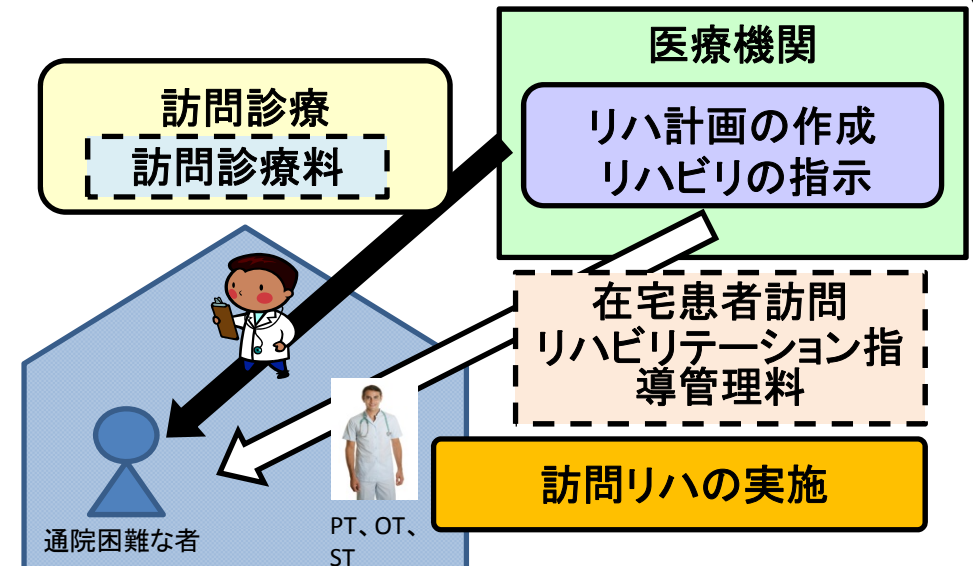 医療機関
リハ計画の作成
リハビリの指示
訪問診療
訪問診療料
在宅患者訪問
リハビリテーション指
導管理料
訪問リハの実施
通院困難な者
PT、OT、
ST